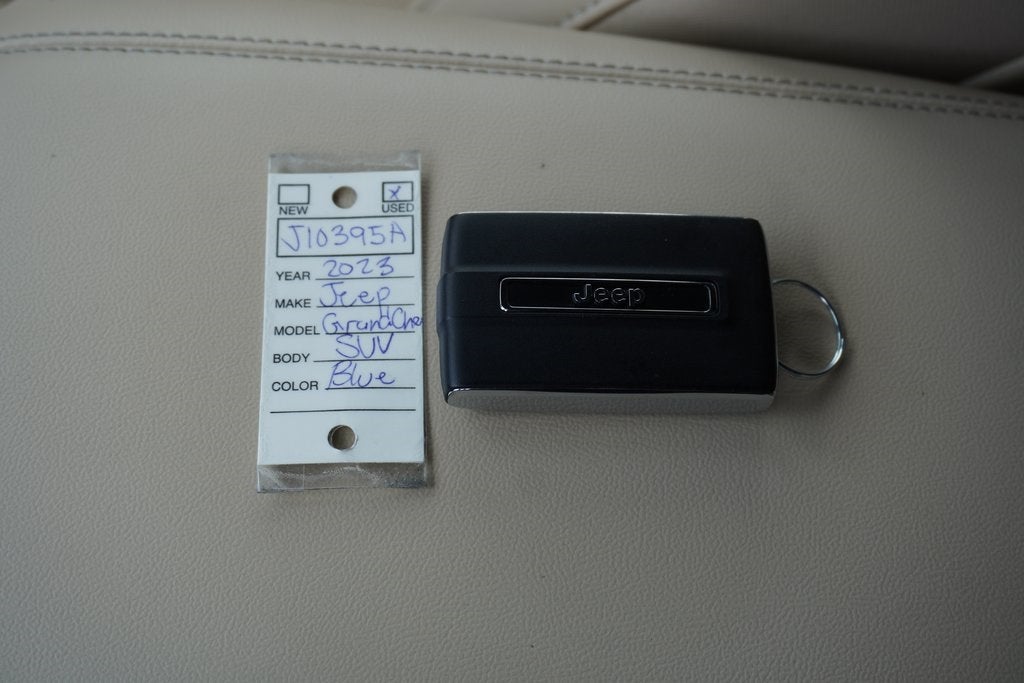 X
NEW USED
J10395A
YEAR 2023
MAKE Jeep
MODEL GrandChe
BODY SUV
COLOR Blue
Jeep